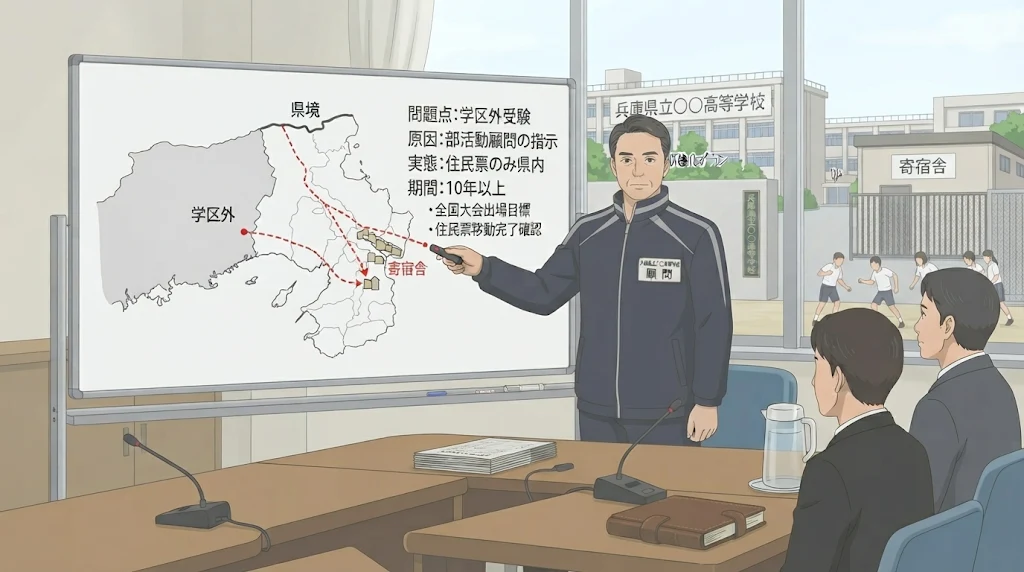 県境
学区外
寄宿舎
問題点:学区外受験
原因:部活動顧問の指示
実態:住民票のみ県内
期間:10年以上
・全国大会出場目標
・住民票移動完了確認
兵庫県立〇〇高等学校
寄宿舎
顧問